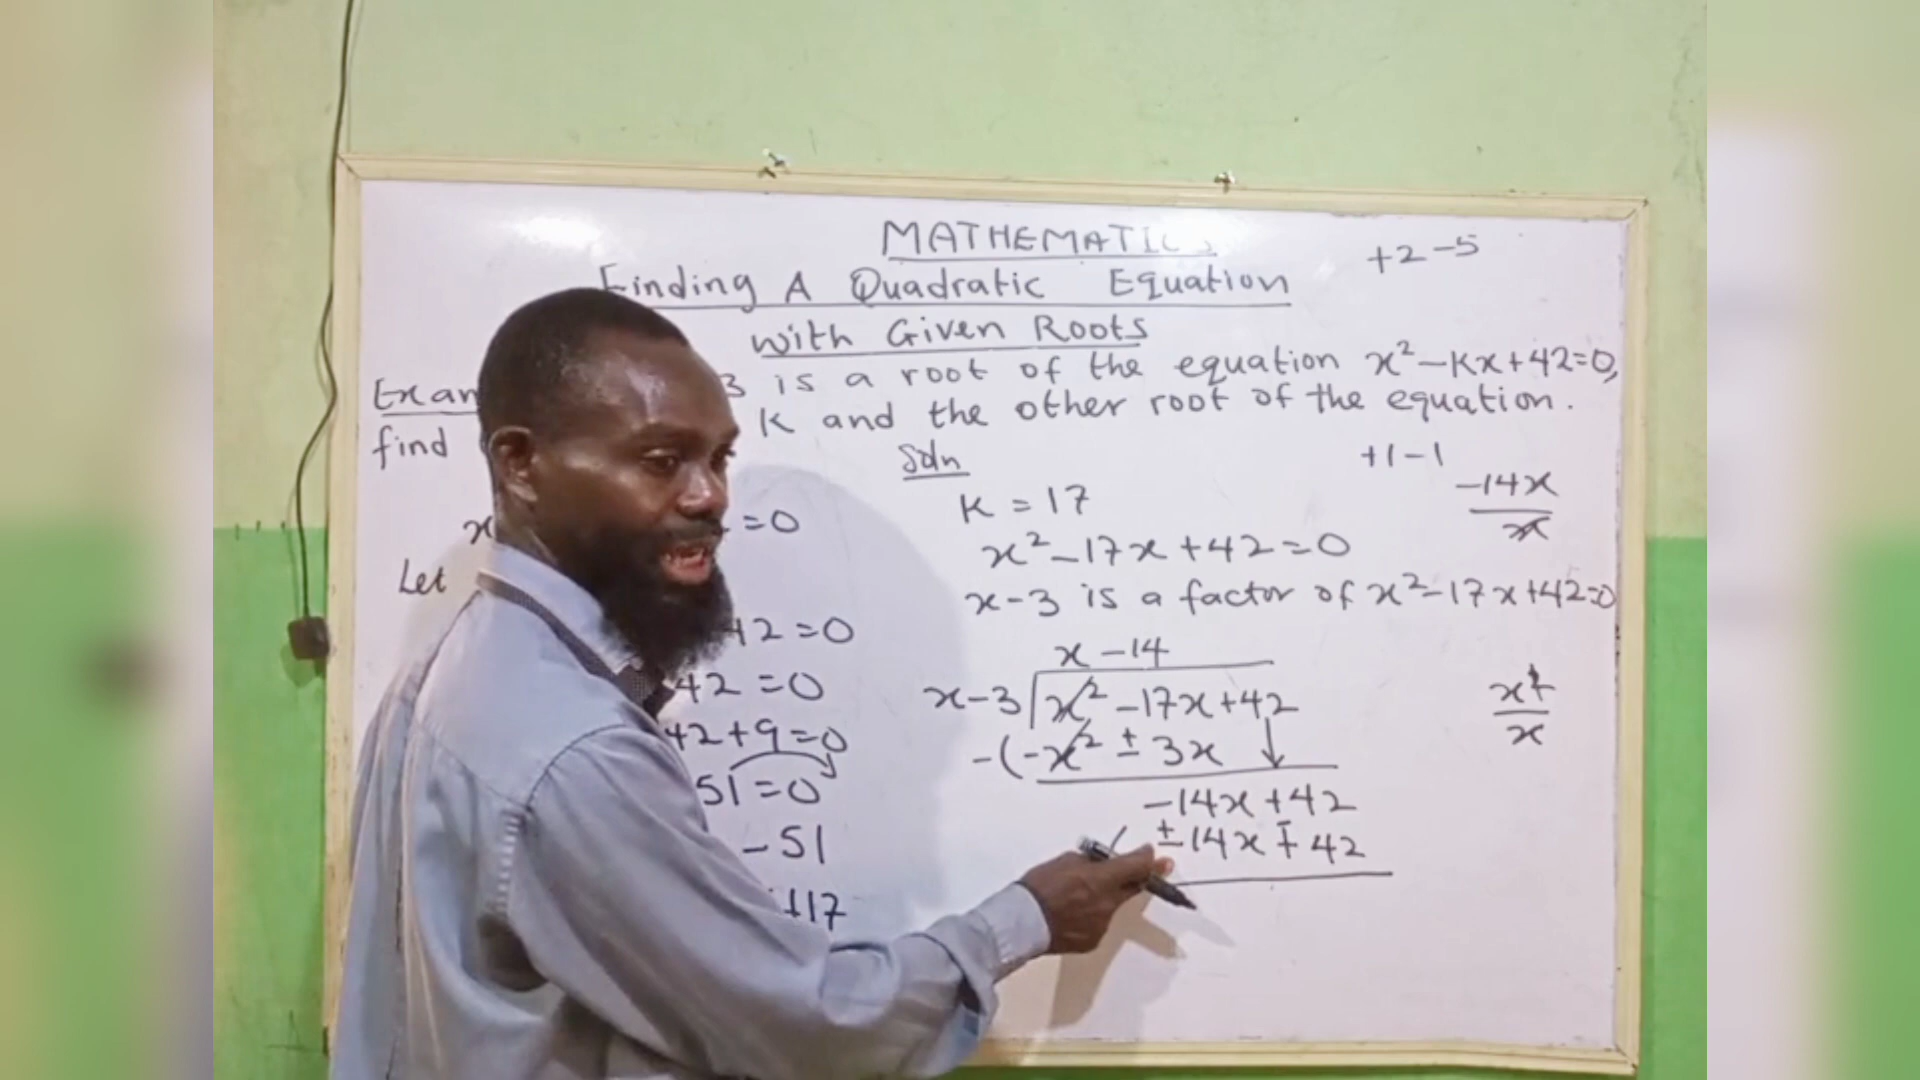 MATHEMATICS
+2-5
Finding A Quadratic Equation
with Given Roots
Exam 3 is a root of the equation x²-Kx+42=0,
find K and the other root of the equation.
Soln
+1-1
-14x
x
K = 17
x =0
x²-17x+42=0
Let
x-3 is a factor of x²-17x+42=0
42=0
42=0
42+9=0
51=0
-51
+17
x -14
x-3 x²-17x+42
-(-x² ± 3x
-14x+42
±14x∓42
x²
x